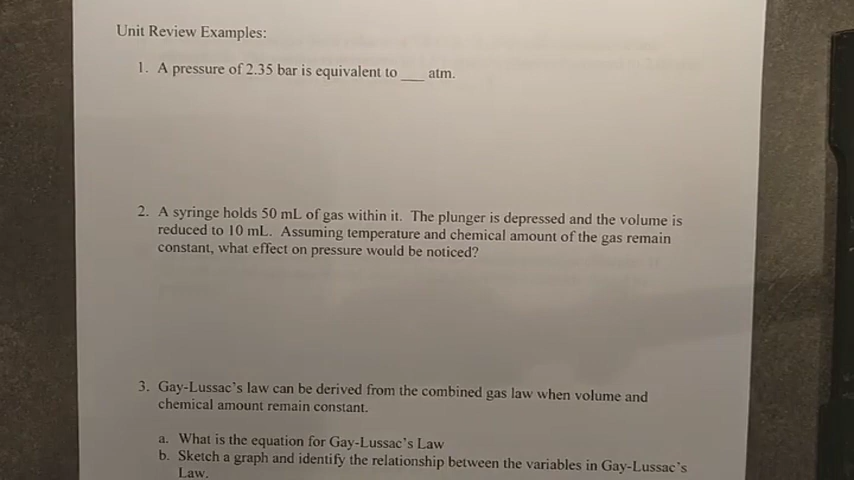 Unit Review Examples:
1. A pressure of 2.35 bar is equivalent to ___ atm.
2. A syringe holds 50 mL of gas within it. The plunger is depressed and the volume is
reduced to 10 mL. Assuming temperature and chemical amount of the gas remain
constant, what effect on pressure would be noticed?
3. Gay-Lussac's law can be derived from the combined gas law when volume and
chemical amount remain constant.
a. What is the equation for Gay-Lussac's Law
b. Sketch a graph and identify the relationship between the variables in Gay-Lussac's
Law.